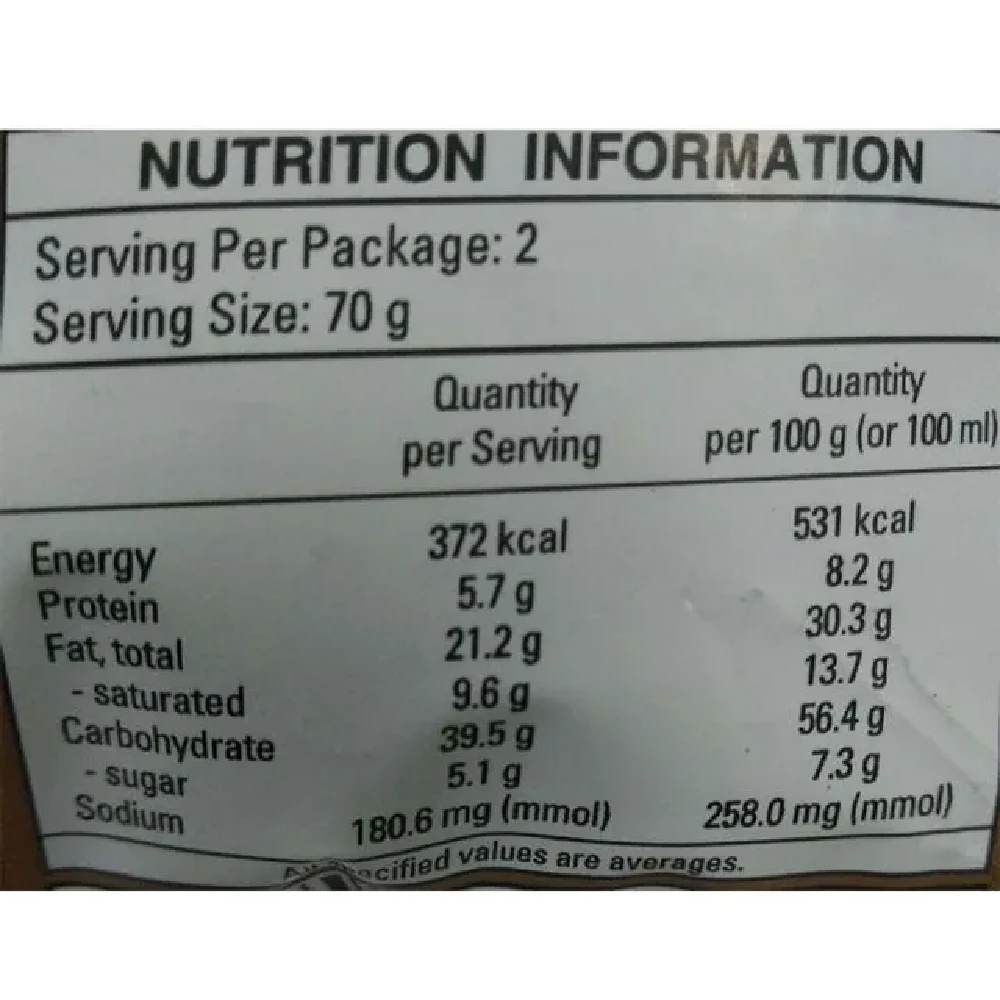 NUTRITION INFORMATION
Serving Per Package: 2
Serving Size: 70 g
Quantity per Serving Quantity per 100 g (or 100 ml)
Energy 372 kcal 531 kcal
Protein 5.7 g 8.2 g
Fat, total 21.2 g 30.3 g
- saturated 9.6 g 13.7 g
Carbohydrate 39.5 g 56.4 g
- sugar 5.1 g 7.3 g
Sodium 180.6 mg (mmol) 258.0 mg (mmol)
values are averages.